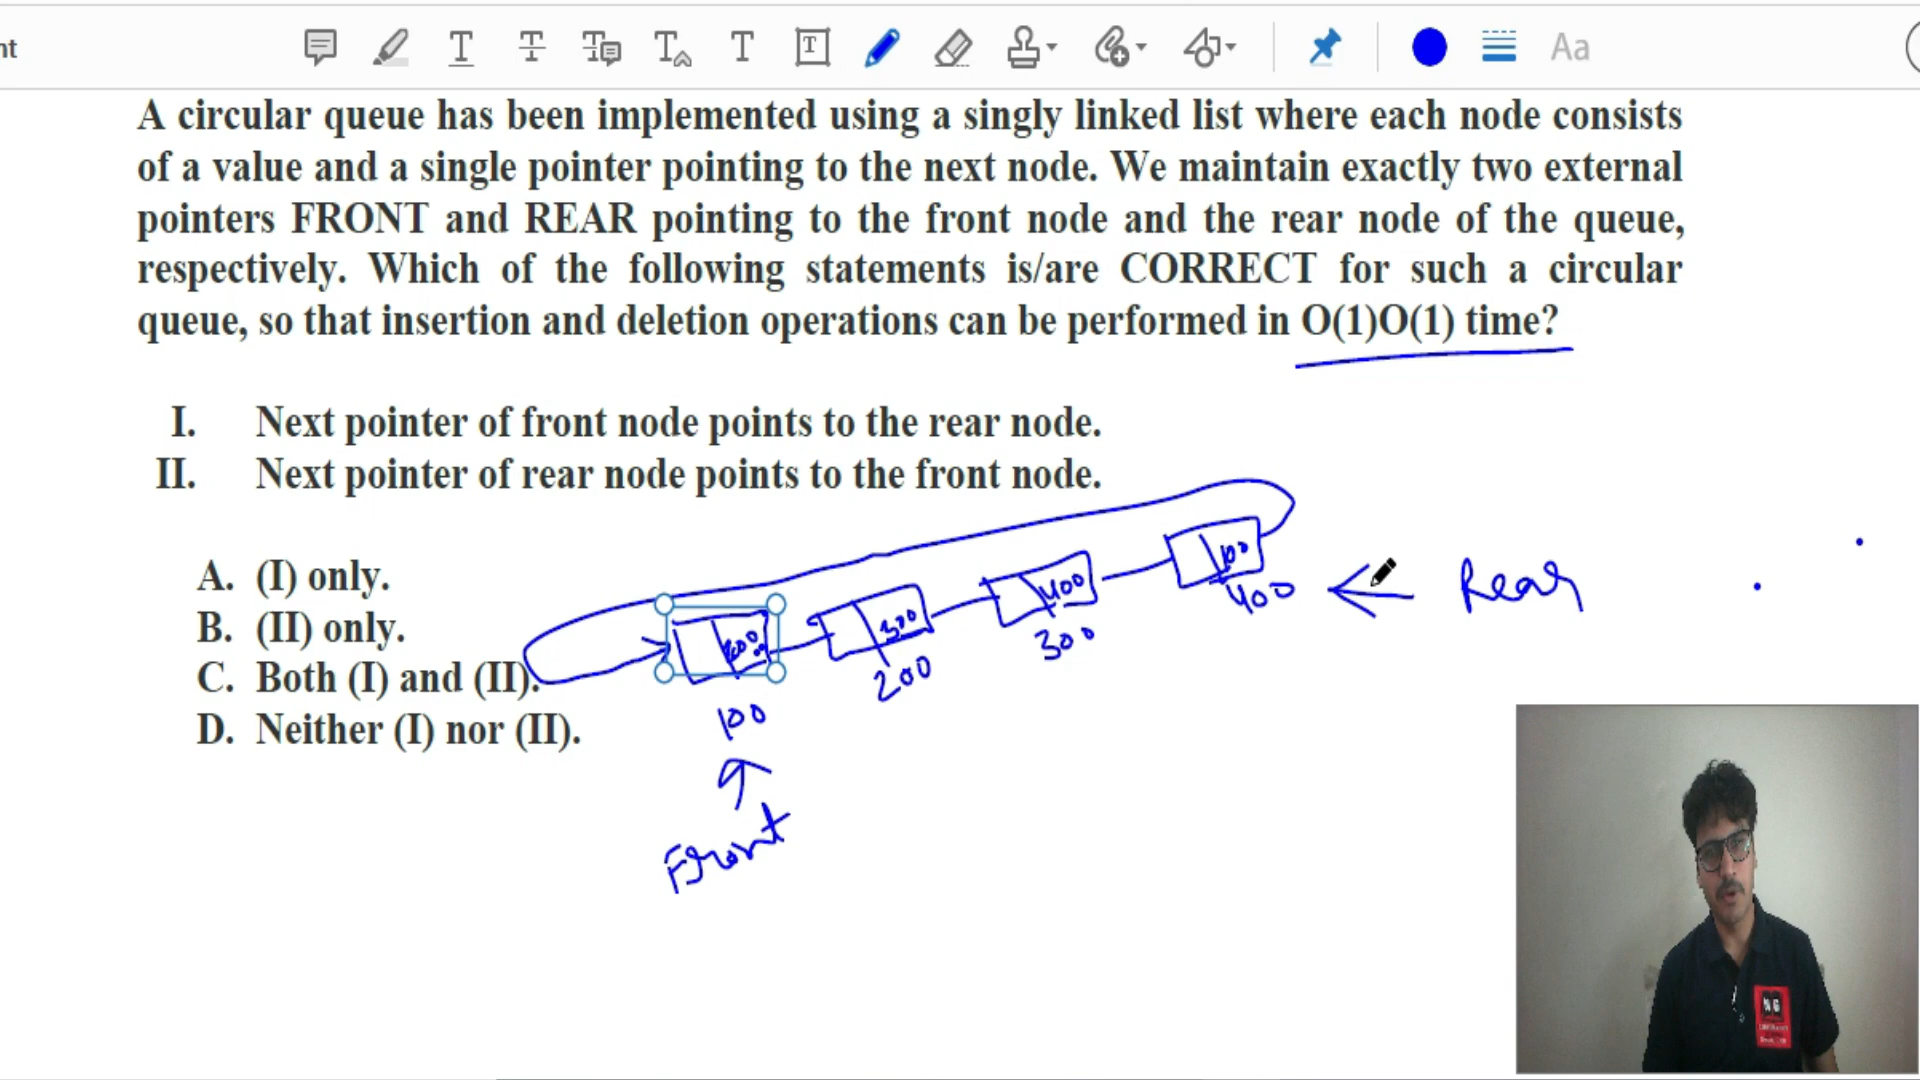 nt
T T T T T T Aa
A circular queue has been implemented using a singly linked list where each node consists
of a value and a single pointer pointing to the next node. We maintain exactly two external
pointers FRONT and REAR pointing to the front node and the rear node of the queue,
respectively. Which of the following statements is/are CORRECT for such a circular
queue, so that insertion and deletion operations can be performed in O(1)O(1) time?
I. Next pointer of front node points to the rear node.
II. Next pointer of rear node points to the front node.
A. (I) only.
B. (II) only.
C. Both (I) and (II).
D. Neither (I) nor (II).
300 400 100
100 200 300 400
Rear
Front